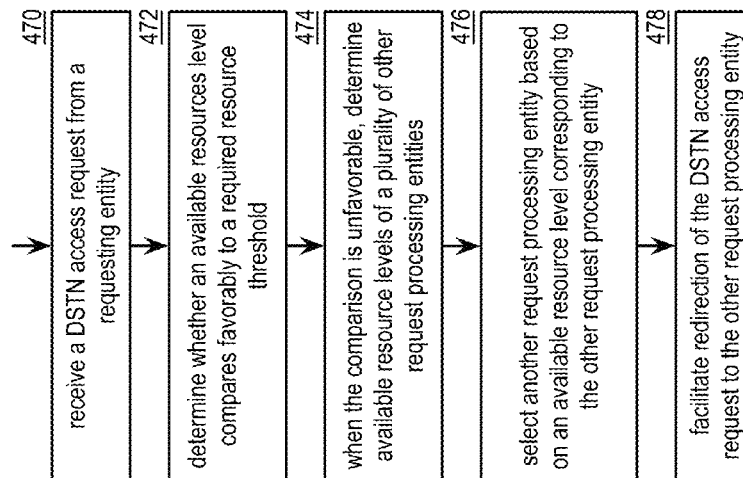 470
receive a DSTN access request from a
requesting entity
472
determine whether an available resources level
compares favorably to a required resource
threshold
474
when the comparison is unfavorable, determine
available resource levels of a plurality of other
request processing entities
476
select another request processing entity based
on an available resource level corresponding to
the other request processing entity
478
facilitate redirection of the DSTN access
request to the other request processing entity